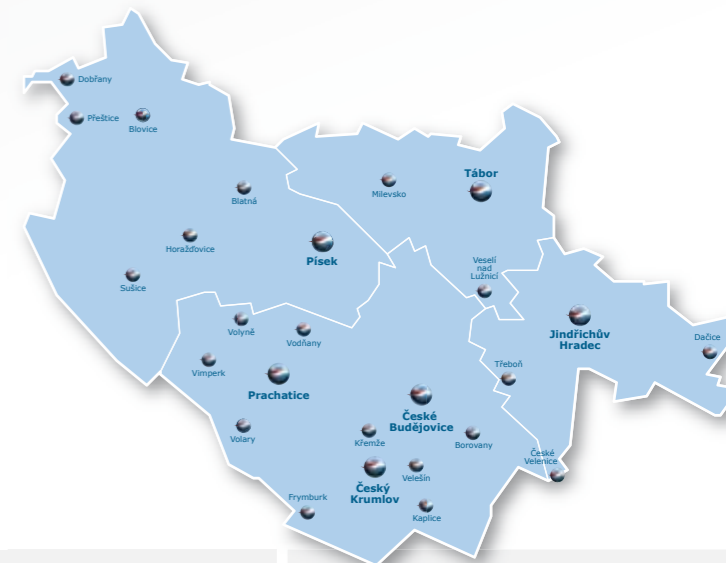 Dobřany
Přeštice
Blovice
Tábor
Milevsko
Blatná
Horažďovice
Písek
Veselí
nad
Lužnicí
Sušice
Volyně
Vodňany
Jindřichův
Hradec
Dačice
Vimperk
Třeboň
Prachatice
České
Budějovice
Volary
Křemže
Borovany
České
Velenice
Velešín
Český
Krumlov
Frymburk
Kaplice